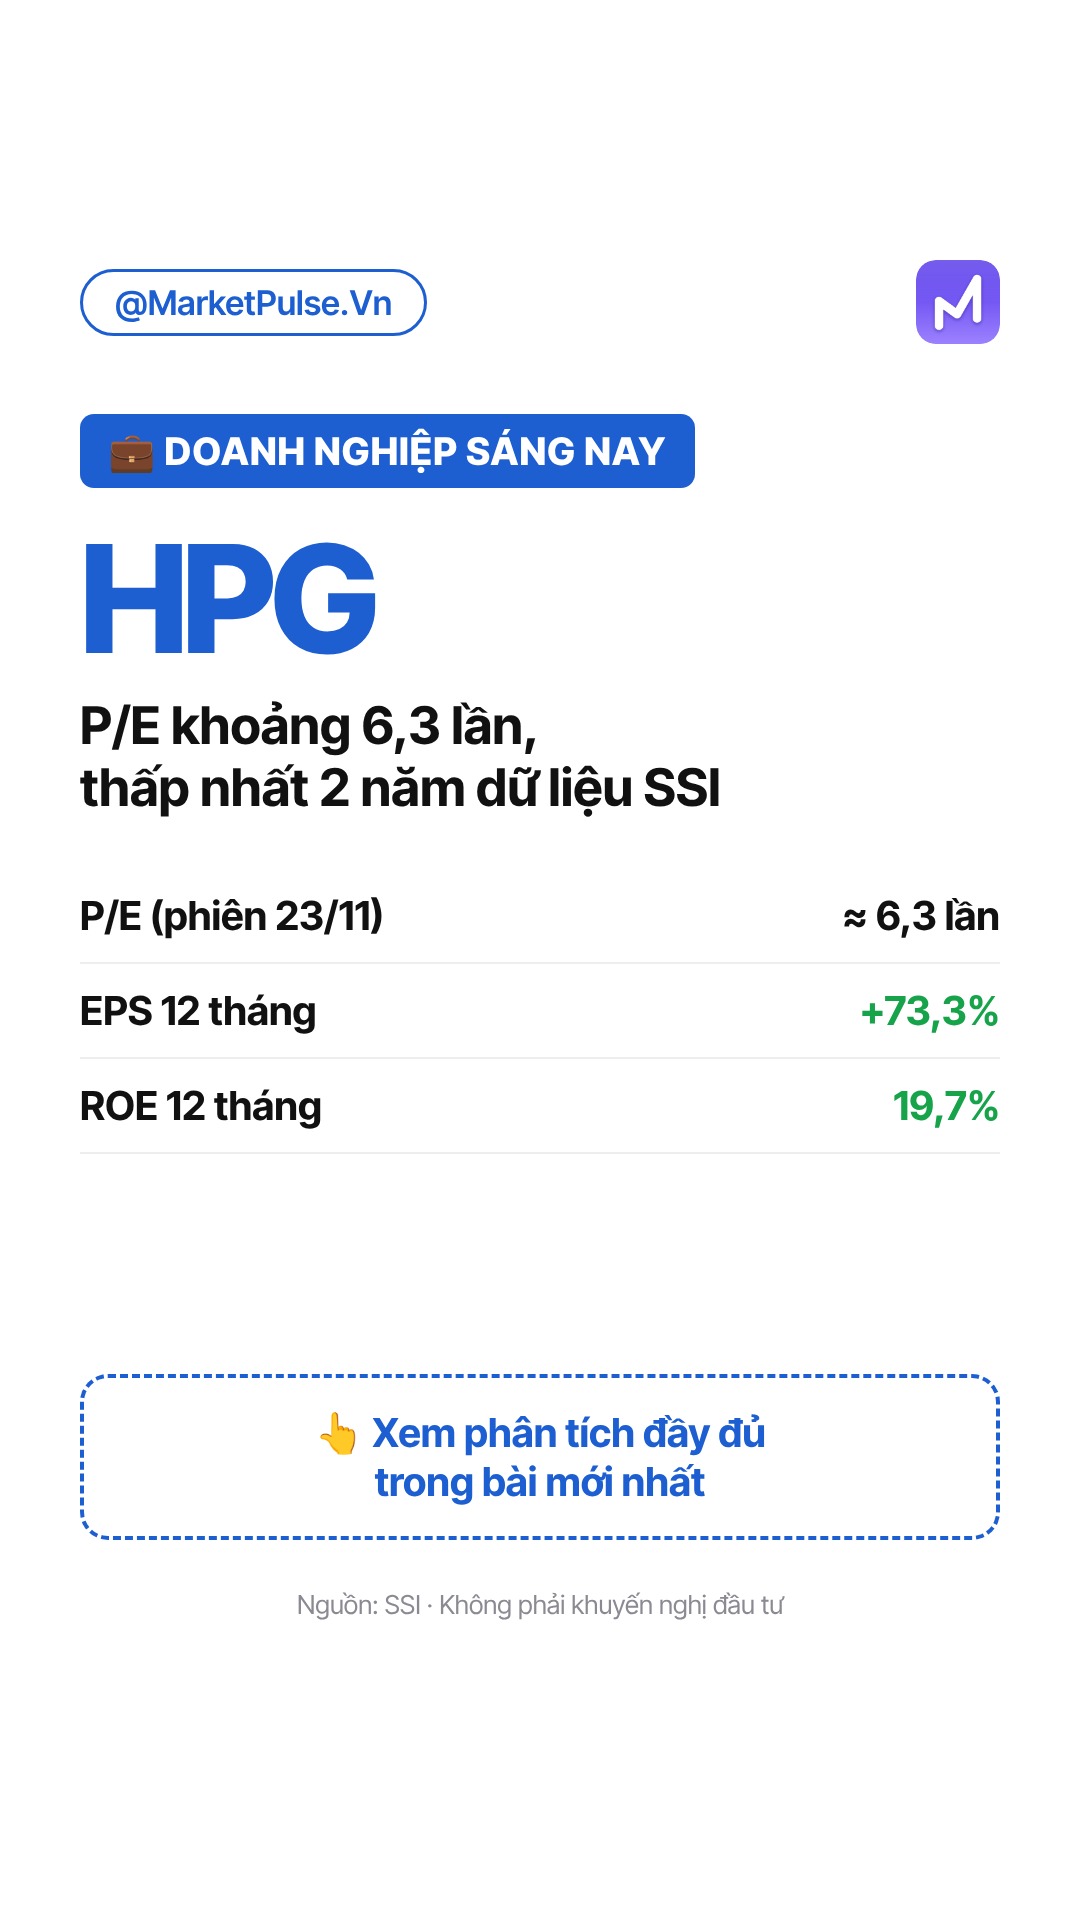 @MarketPulse.Vn
💼 DOANH NGHIỆP SÁNG NAY
HPG
P/E khoảng 6,3 lần,
thấp nhất 2 năm dữ liệu SSI
P/E (phiên 23/11) ≈ 6,3 lần
EPS 12 tháng +73,3%
ROE 12 tháng 19,7%
👆 Xem phân tích đầy đủ
trong bài mới nhất
Nguồn: SSI · Không phải khuyến nghị đầu tư